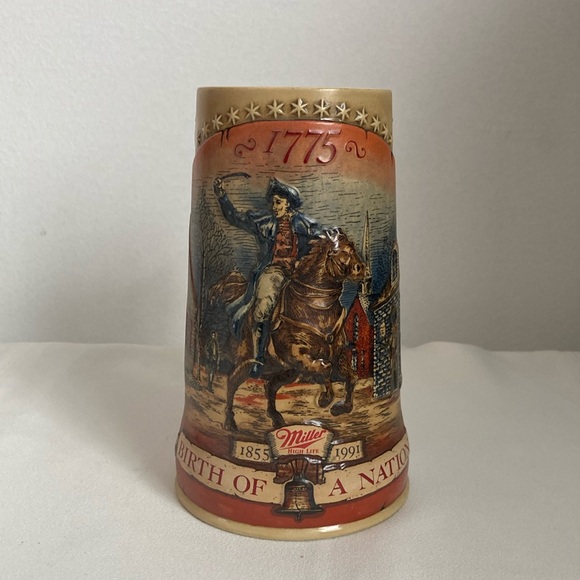 1775
Miller
HIGH LIFE
1855 1991
BIRTH OF A NATION